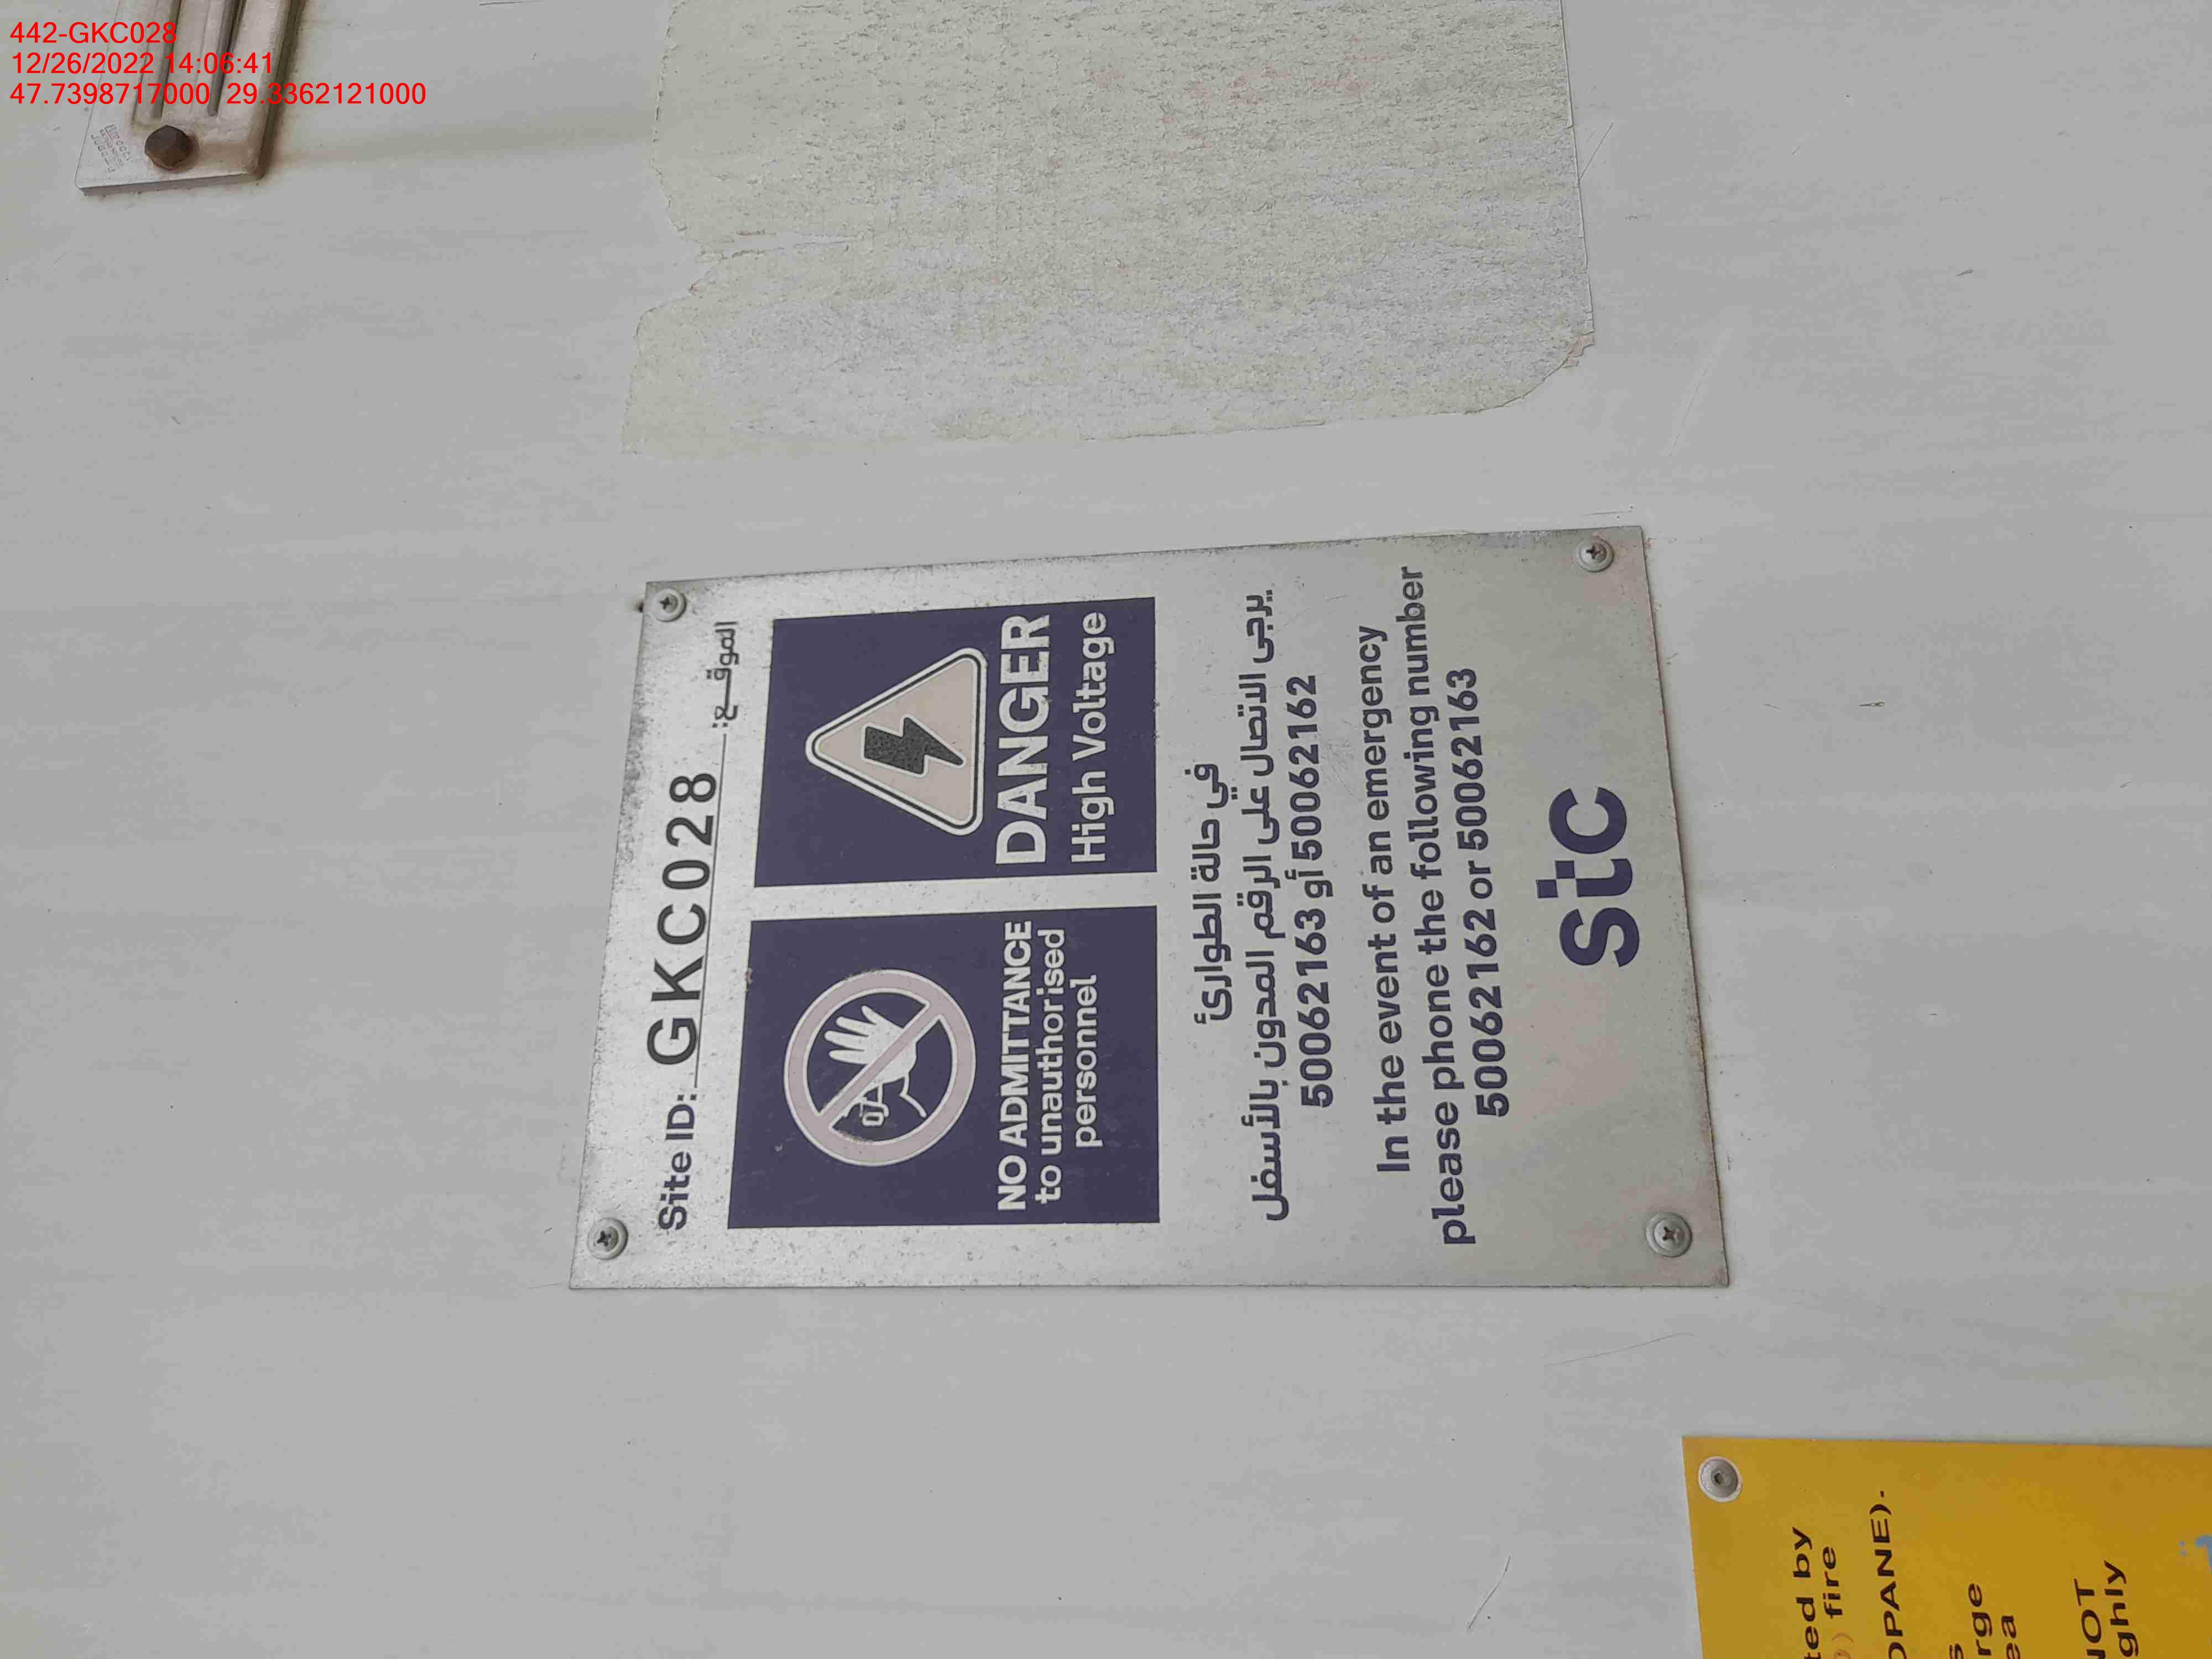 442-GKC028
12/26/2022 14:06:41
47.7398717000 29.3362121000
Site ID: GKC028 الموقع:
NO ADMITTANCE
to unauthorised
personnel
DANGER
High Voltage
في حالة الطوارئ
يرجى الاتصال على الرقم المدون بالأسفل
50062163 أو 50062162
In the event of an emergency
please phone the following number
50062162 or 50062163
stc
ted by
fire
OPANE).
rge
ea
NOT
ghly